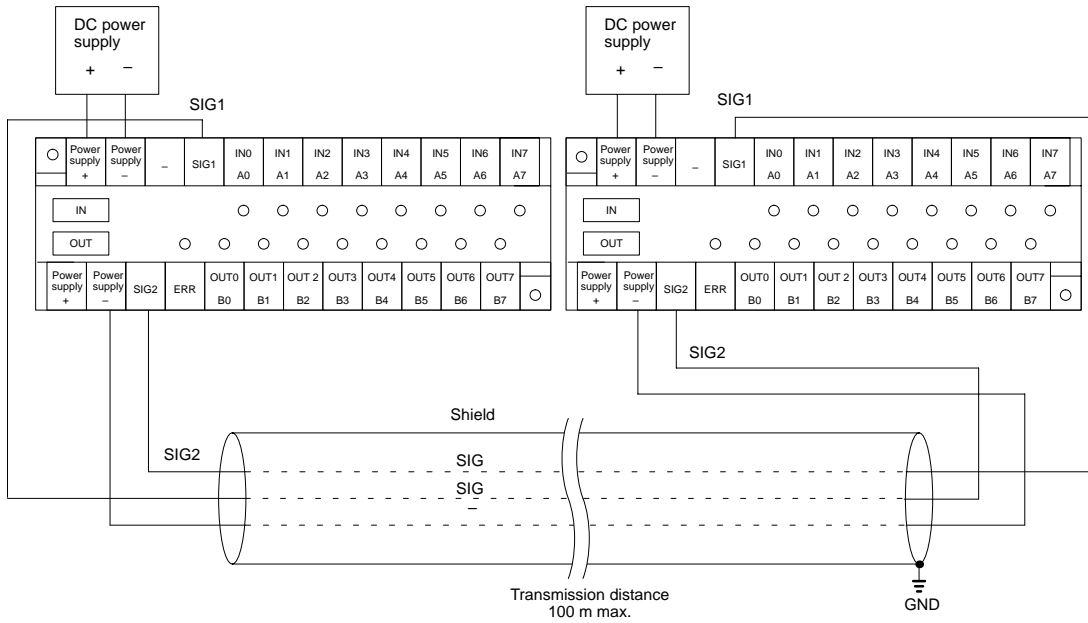 DC power
supply
+ –
DC power
supply
+ –
SIG1
SIG1
Power supply + Power supply – – SIG1 IN0 A0 IN1 A1 IN2 A2 IN3 A3 IN4 A4 IN5 A5 IN6 A6 IN7 A7
IN
OUT
Power supply + Power supply – SIG2 ERR OUT0 B0 OUT1 B1 OUT 2 B2 OUT3 B3 OUT4 B4 OUT5 B5 OUT6 B6 OUT7 B7
Power supply + Power supply – – SIG1 IN0 A0 IN1 A1 IN2 A2 IN3 A3 IN4 A4 IN5 A5 IN6 A6 IN7 A7
IN
OUT
Power supply + Power supply – SIG2 ERR OUT0 B0 OUT1 B1 OUT 2 B2 OUT3 B3 OUT4 B4 OUT5 B5 OUT6 B6 OUT7 B7
SIG2
Shield
SIG2
SIG
SIG
–
Transmission distance
100 m max.
GND